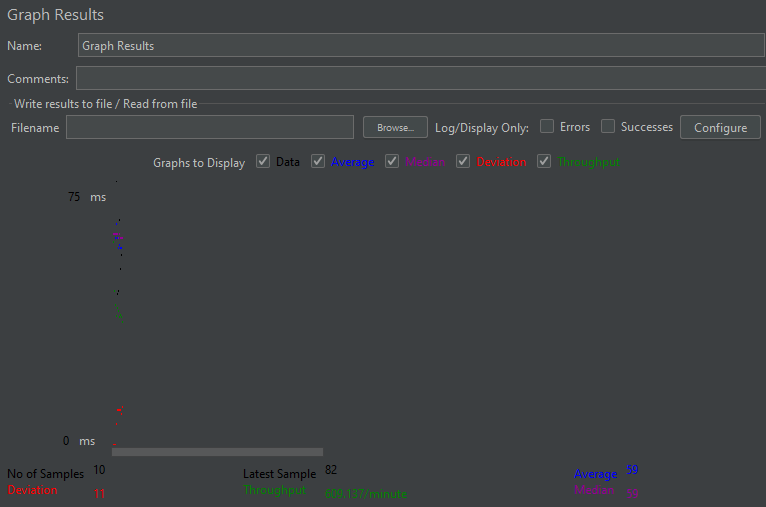 Graph Results
Name: Graph Results
Comments:
Write results to file / Read from file
Filename Browse... Log/Display Only: Errors Successes Configure
Graphs to Display Data Average Median Deviation Throughput
75 ms
0 ms
No of Samples 10 Latest Sample 82 Average 59
Deviation 11 Throughput 609.137/minute Median